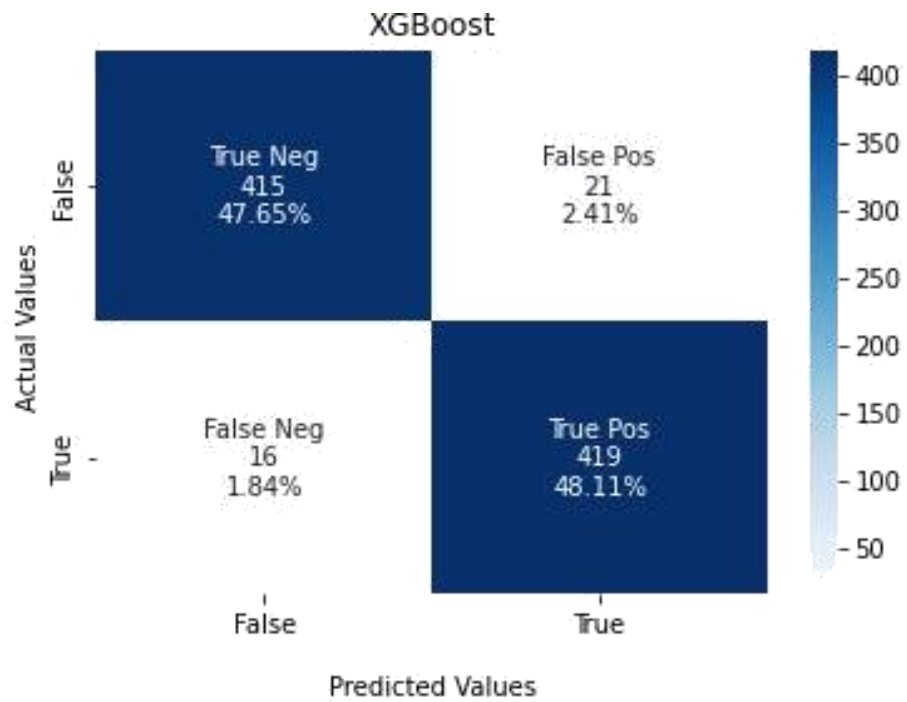 XGBoost
True Neg
415
47.65%
False Pos
21
2.41%
False Neg
16
1.84%
True Pos
419
48.11%
Actual Values
False
True
False
True
Predicted Values
400
350
300
250
200
150
100
50